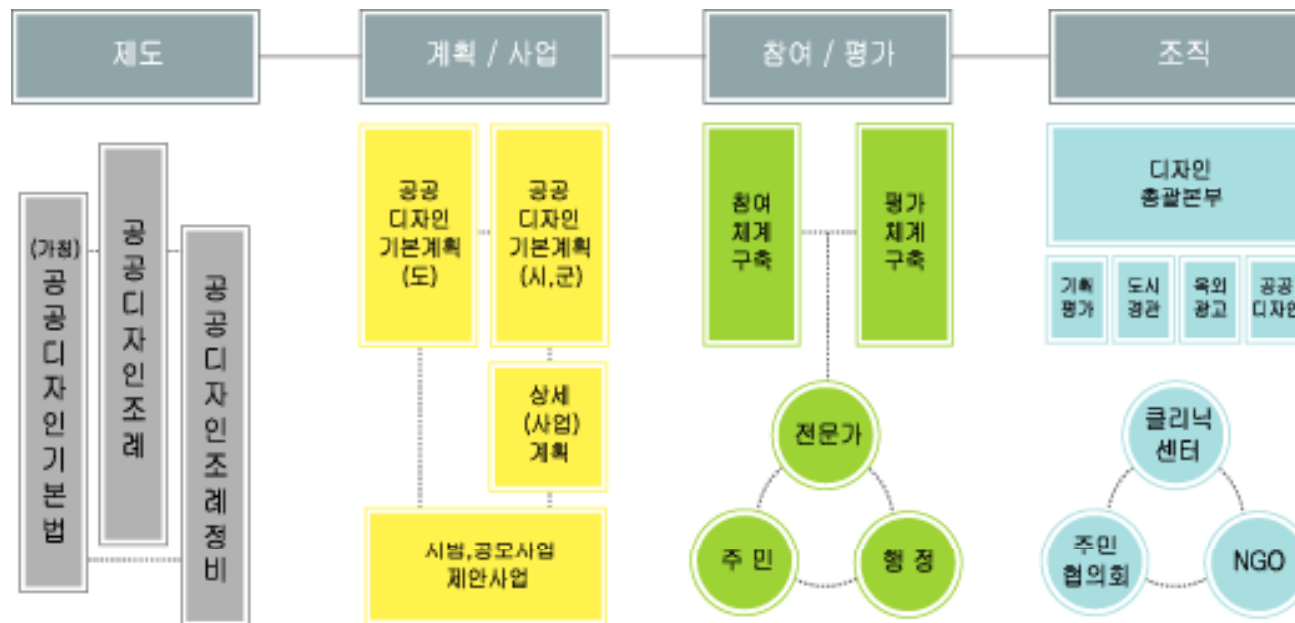 제도
계획 / 사업
참여 / 평가
조직
(가칭)
공공디자인기본법
공공디자인조례
공공디자인조례정비
공공
디자인
기본계획
(도)
공공
디자인
기본계획
(시,군)
상세
(사업)
계획
시범,공모사업
제안사업
참여
체계
구축
평가
체계
구축
전문가
주 민
행 정
디자인
총괄본부
기획
평가
도시
경관
옥외
광고
공공
디자인
클리닉
센터
주민
협의회
NGO